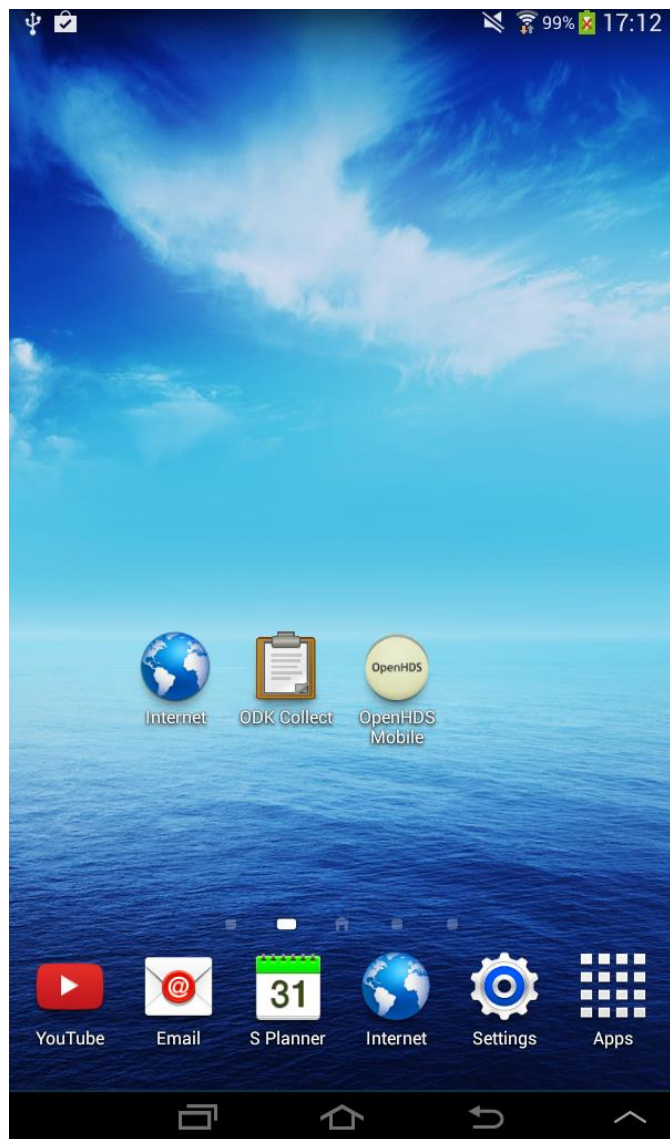 99% 17:12
OpenHDS
Internet ODK Collect OpenHDS
Mobile
@
31
YouTube Email S Planner Internet Settings Apps